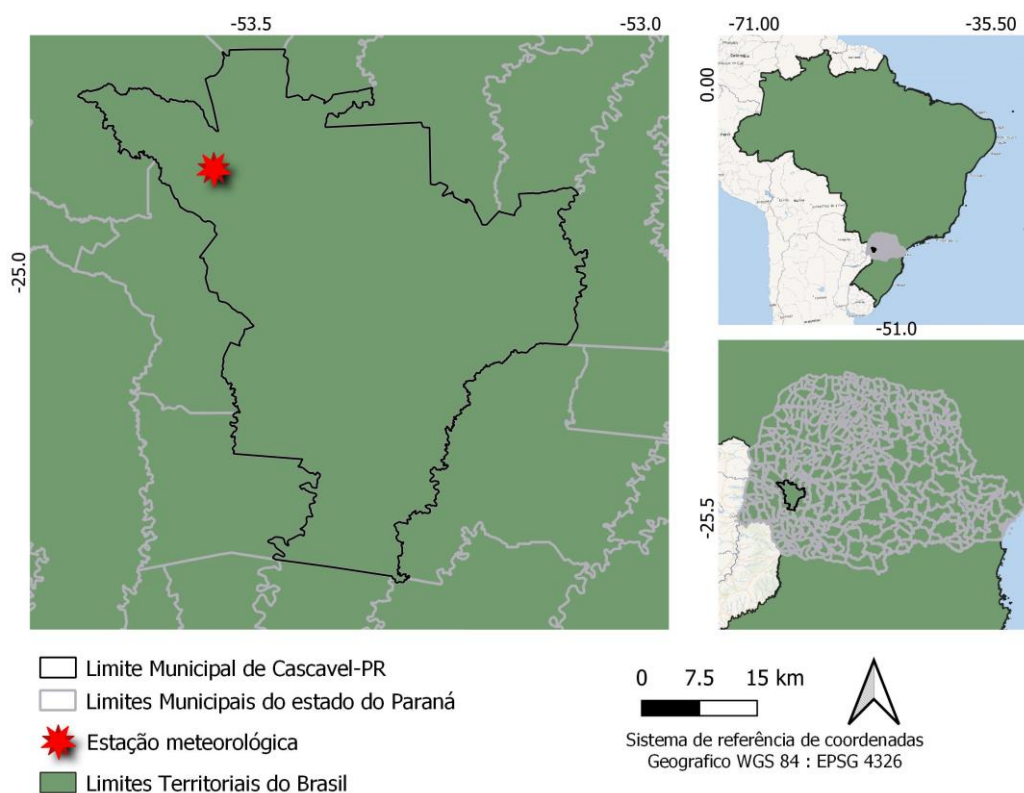 -53.5
-53.0
-25.0
-71.00
-35.50
0.00
-51.0
-25.5
Limite Municipal de Cascavel-PR
Limites Municipais do estado do Paraná
Estação meteorológica
Limites Territoriais do Brasil
0 7.5 15 km
Sistema de referência de coordenadas
Geografico WGS 84 : EPSG 4326